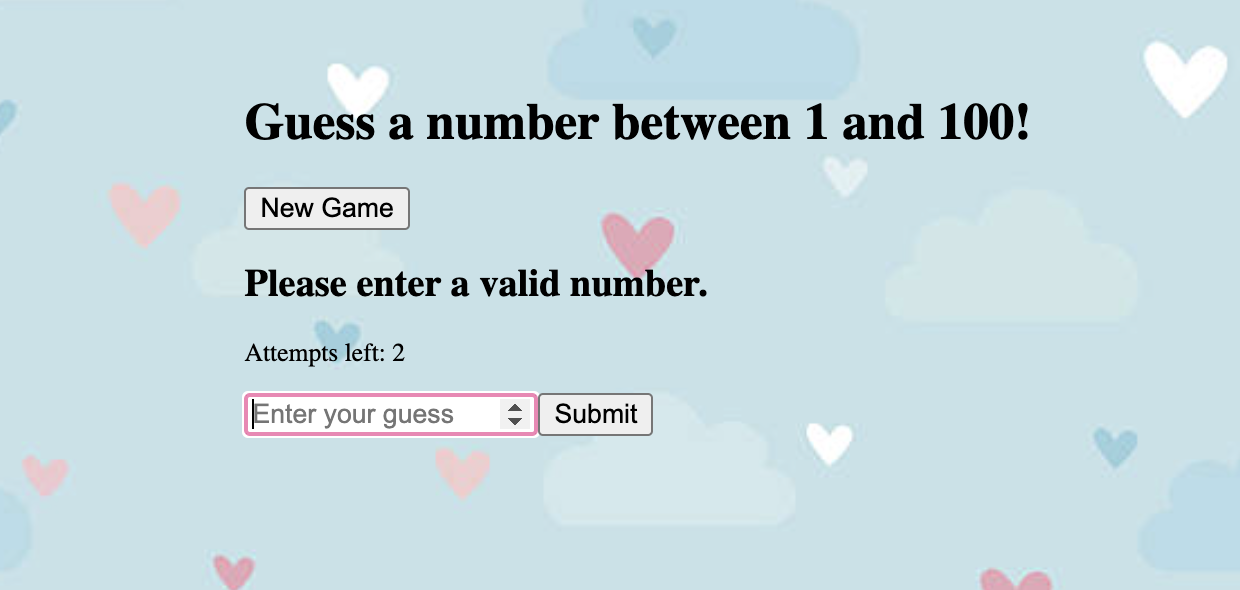 Guess a number between 1 and 100!
New Game
Please enter a valid number.
Attempts left: 2
Enter your guess Submit